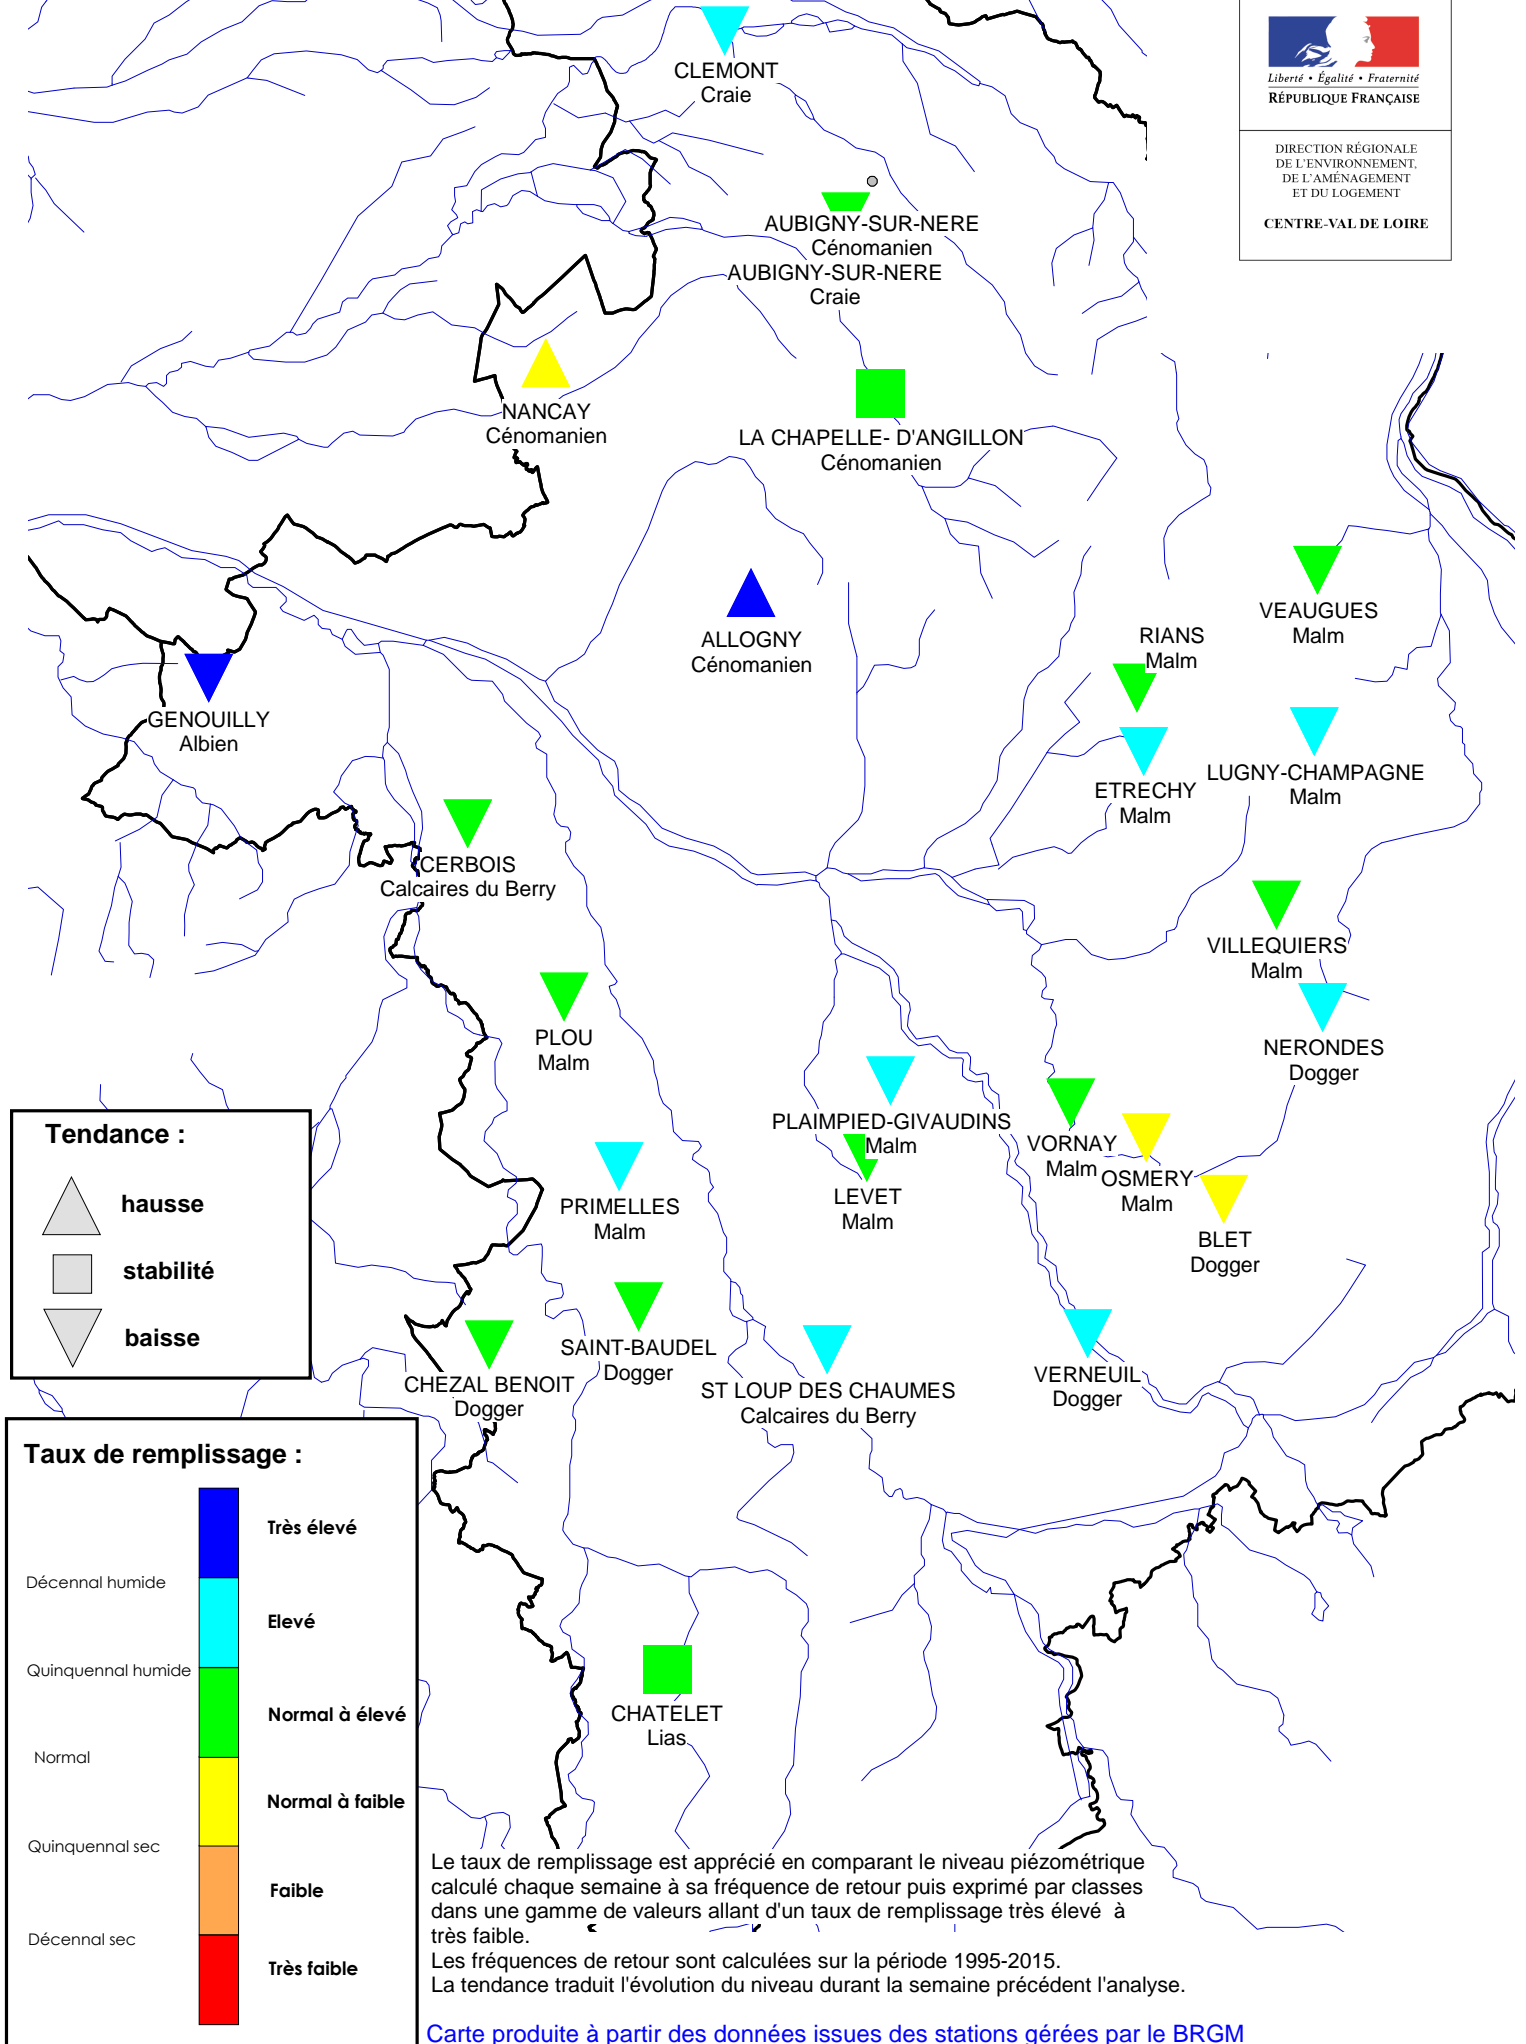 CLEMONT
Craie
Liberté • Égalité • Fraternité
RÉPUBLIQUE FRANÇAISE
DIRECTION RÉGIONALE
DE L'ENVIRONNEMENT,
DE L'AMÉNAGEMENT
ET DU LOGEMENT
CENTRE-VAL DE LOIRE
AUBIGNY-SUR-NERE
Cénomanien
AUBIGNY-SUR-NERE
Craie
NANCAY
Cénomanien
LA CHAPELLE- D'ANGILLON
Cénomanien
VEAUGUES
Malm
RIANS
Malm
ALLOGNY
Cénomanien
GENOUILLY
Albien
LUGNY-CHAMPAGNE
Malm
ETRECHY
Malm
CERBOIS
Calcaires du Berry
VILLEQUIERS
Malm
PLOU
Malm
NERONDES
Dogger
PLAIMPIED-GIVAUDINS
Malm
VORNAY
Malm
OSMERY
Malm
LEVET
Malm
PRIMELLES
Malm
BLET
Dogger
SAINT-BAUDEL
Dogger
CHEZAL BENOIT
Dogger
ST LOUP DES CHAUMES
Calcaires du Berry
VERNEUIL
Dogger
CHATELET
Lias
Tendance :
hausse
stabilité
baisse
Taux de remplissage :
Très élevé
Décennal humide
Elevé
Quinquennal humide
Normal à élevé
Normal
Normal à faible
Quinquennal sec
Faible
Décennal sec
Très faible
Le taux de remplissage est apprécié en comparant le niveau piézométrique
calculé chaque semaine à sa fréquence de retour puis exprimé par classes
dans une gamme de valeurs allant d'un taux de remplissage très élevé à
très faible.
Les fréquences de retour sont calculées sur la période 1995-2015.
La tendance traduit l'évolution du niveau durant la semaine précédent l'analyse.
Carte produite à partir des données issues des stations gérées par le BRGM